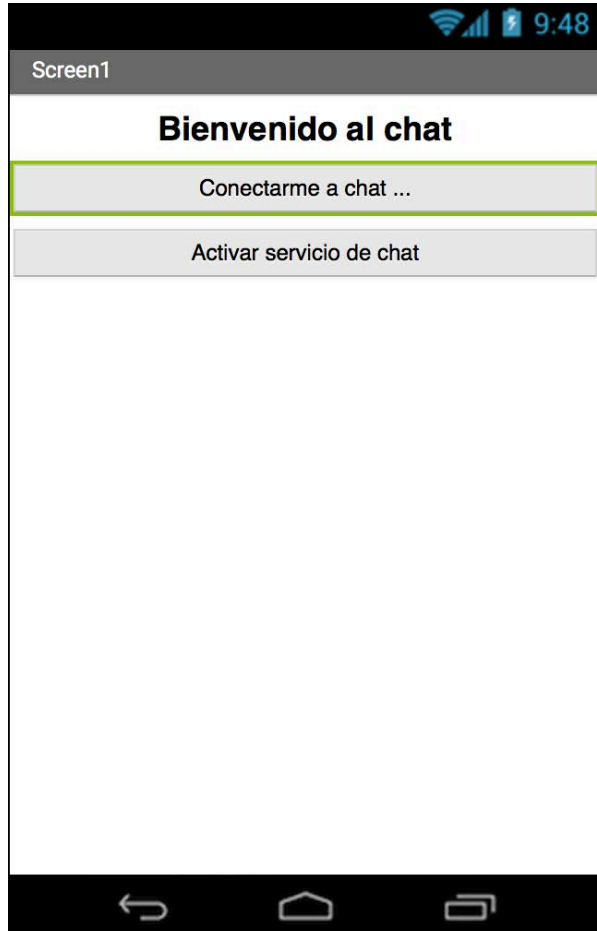 9:48
Screen1
Bienvenido al chat
Conectarme a chat ...
Activar servicio de chat